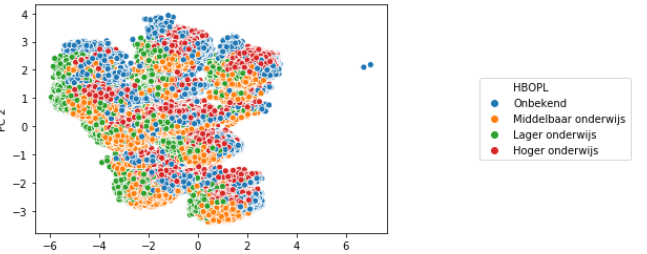 4
3
2
1
0
−1
−2
−3
PC 2
−6
−4
−2
0
2
4
6
HBOPL
Onbekend
Middelbaar onderwijs
Lager onderwijs
Hoger onderwijs